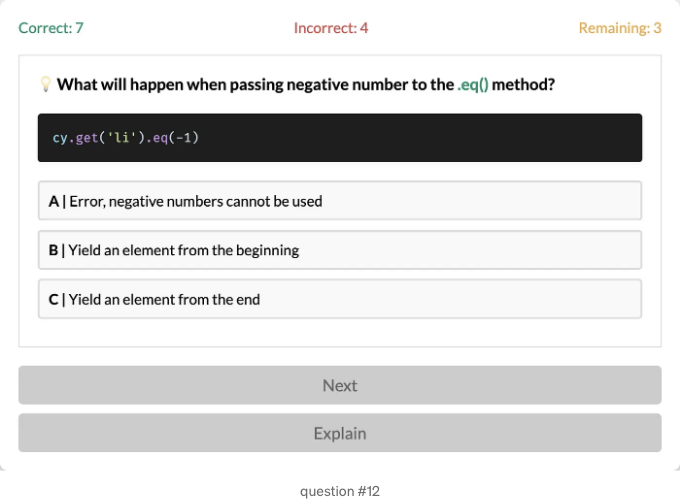 Correct: 7 Incorrect: 4 Remaining: 3
💡 What will happen when passing negative number to the .eq() method?
cy.get('li').eq(-1)
A | Error, negative numbers cannot be used
B | Yield an element from the beginning
C | Yield an element from the end
Next
Explain
question #12